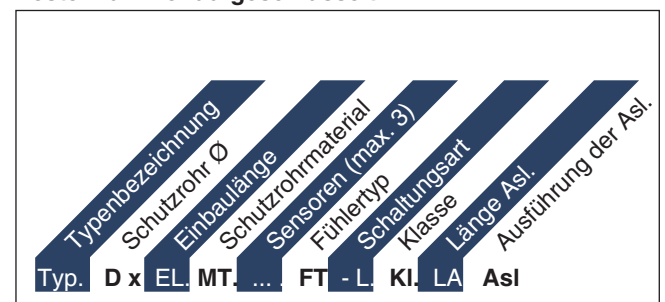 Typenbezeichnung
Schutzrohr Ø
Einbaulänge
Schutzrohrmaterial
Sensoren (max. 3)
Fühlertyp
Schaltungsart
Klasse
Länge Asl.
Ausführung der Asl.
Typ. D x EL. MT. ... . FT - L. Kl. LA Asl